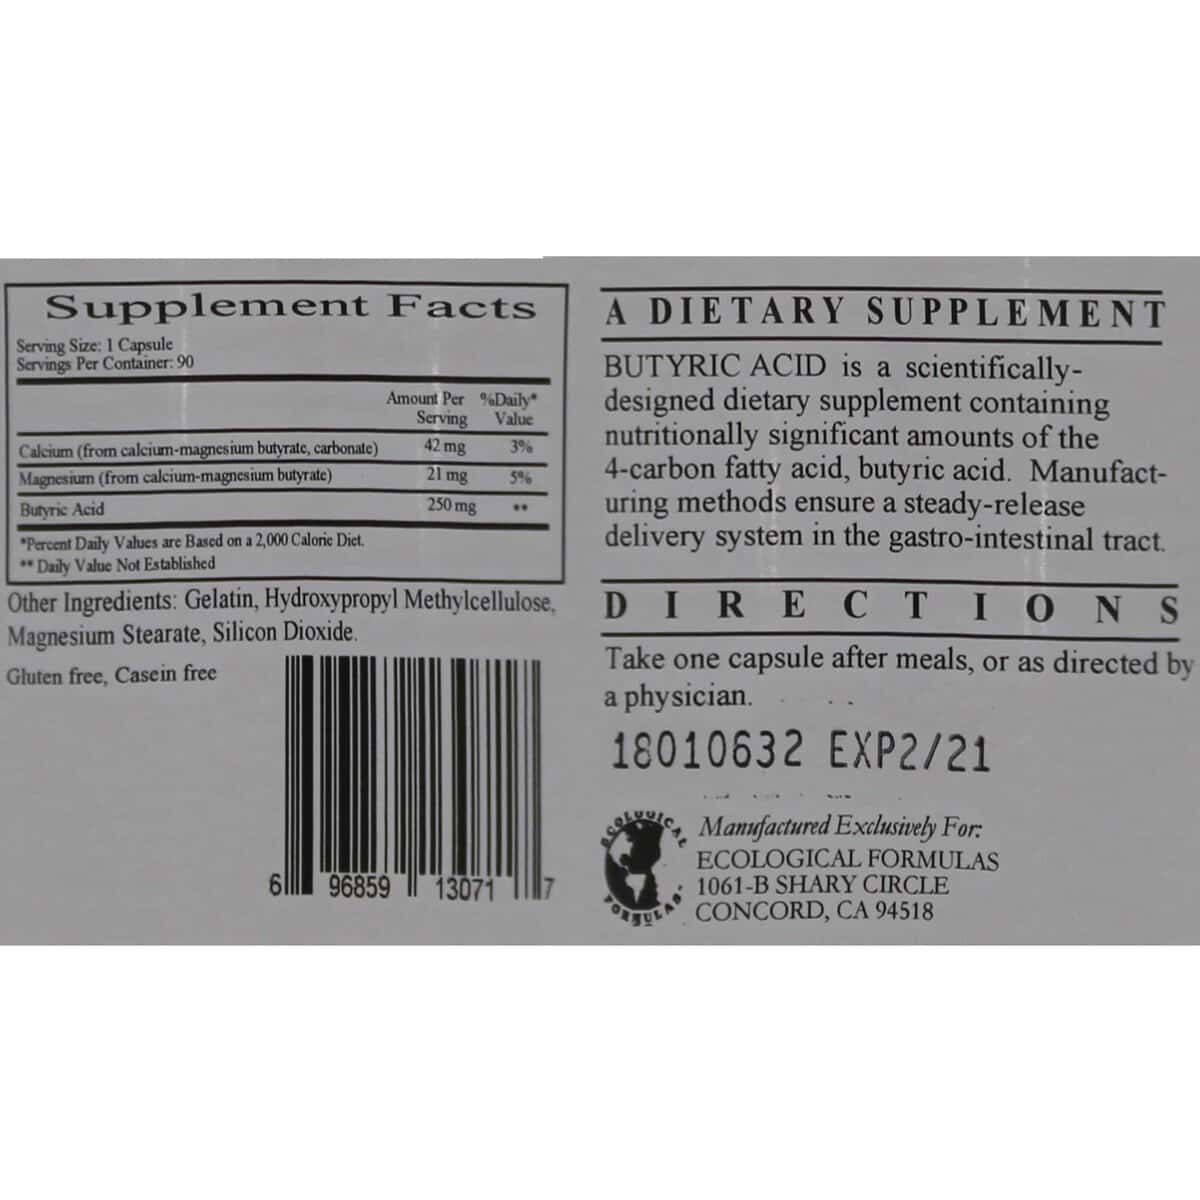 Supplement Facts
Serving Size: 1 Capsule
Servings Per Container: 90
Amount Per %Daily*
Serving Value
Calcium (from calcium-magnesium butyrate, carbonate) 42 mg 3%
Magnesium (from calcium-magnesium butyrate) 21 mg 5%
Butyric Acid 250 mg **
*Percent Daily Values are Based on a 2,000 Calorie Diet.
** Daily Value Not Established
Other Ingredients: Gelatin, Hydroxypropyl Methylcellulose,
Magnesium Stearate, Silicon Dioxide.
Gluten free, Casein free
6 96859 13071 7
A DIETARY SUPPLEMENT
BUTYRIC ACID is a scientifically-
designed dietary supplement containing
nutritionally significant amounts of the
4-carbon fatty acid, butyric acid. Manufact-
uring methods ensure a steady-release
delivery system in the gastro-intestinal tract.
DIRECTIONS
Take one capsule after meals, or as directed by
a physician.
18010632 EXP2/21
ECOLOGICAL
FORMULAS
Manufactured Exclusively For:
ECOLOGICAL FORMULAS
1061-B SHARY CIRCLE
CONCORD, CA 94518